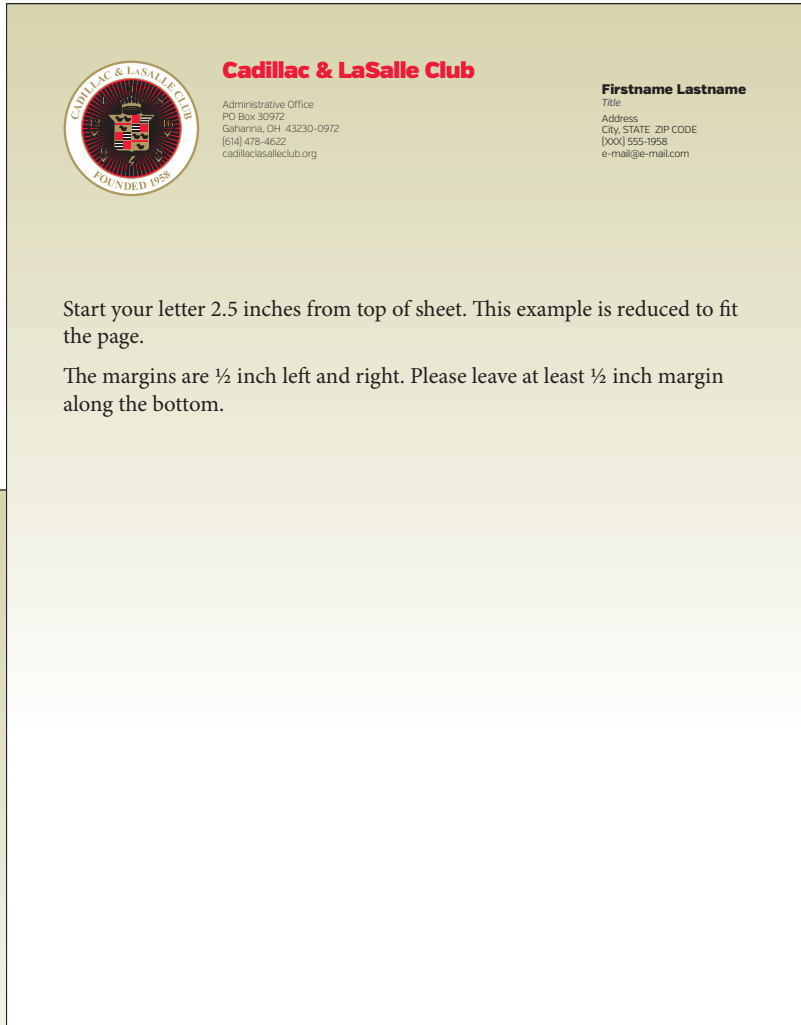 CADILLAC & LASALLE CLUB
FOUNDED 1958
Cadillac & LaSalle Club
Administrative Office
PO Box 30972
Gahanna, OH  43230-0972
(614) 478-4622
cadillaclasalleclub.org
Firstname Lastname
Title
Address
City, STATE  ZIP CODE
(XXX) 555-1958
e-mail@e-mail.com
Start your letter 2.5 inches from top of sheet. This example is reduced to fit
the page.
The margins are ½ inch left and right. Please leave at least ½ inch margin
along the bottom.